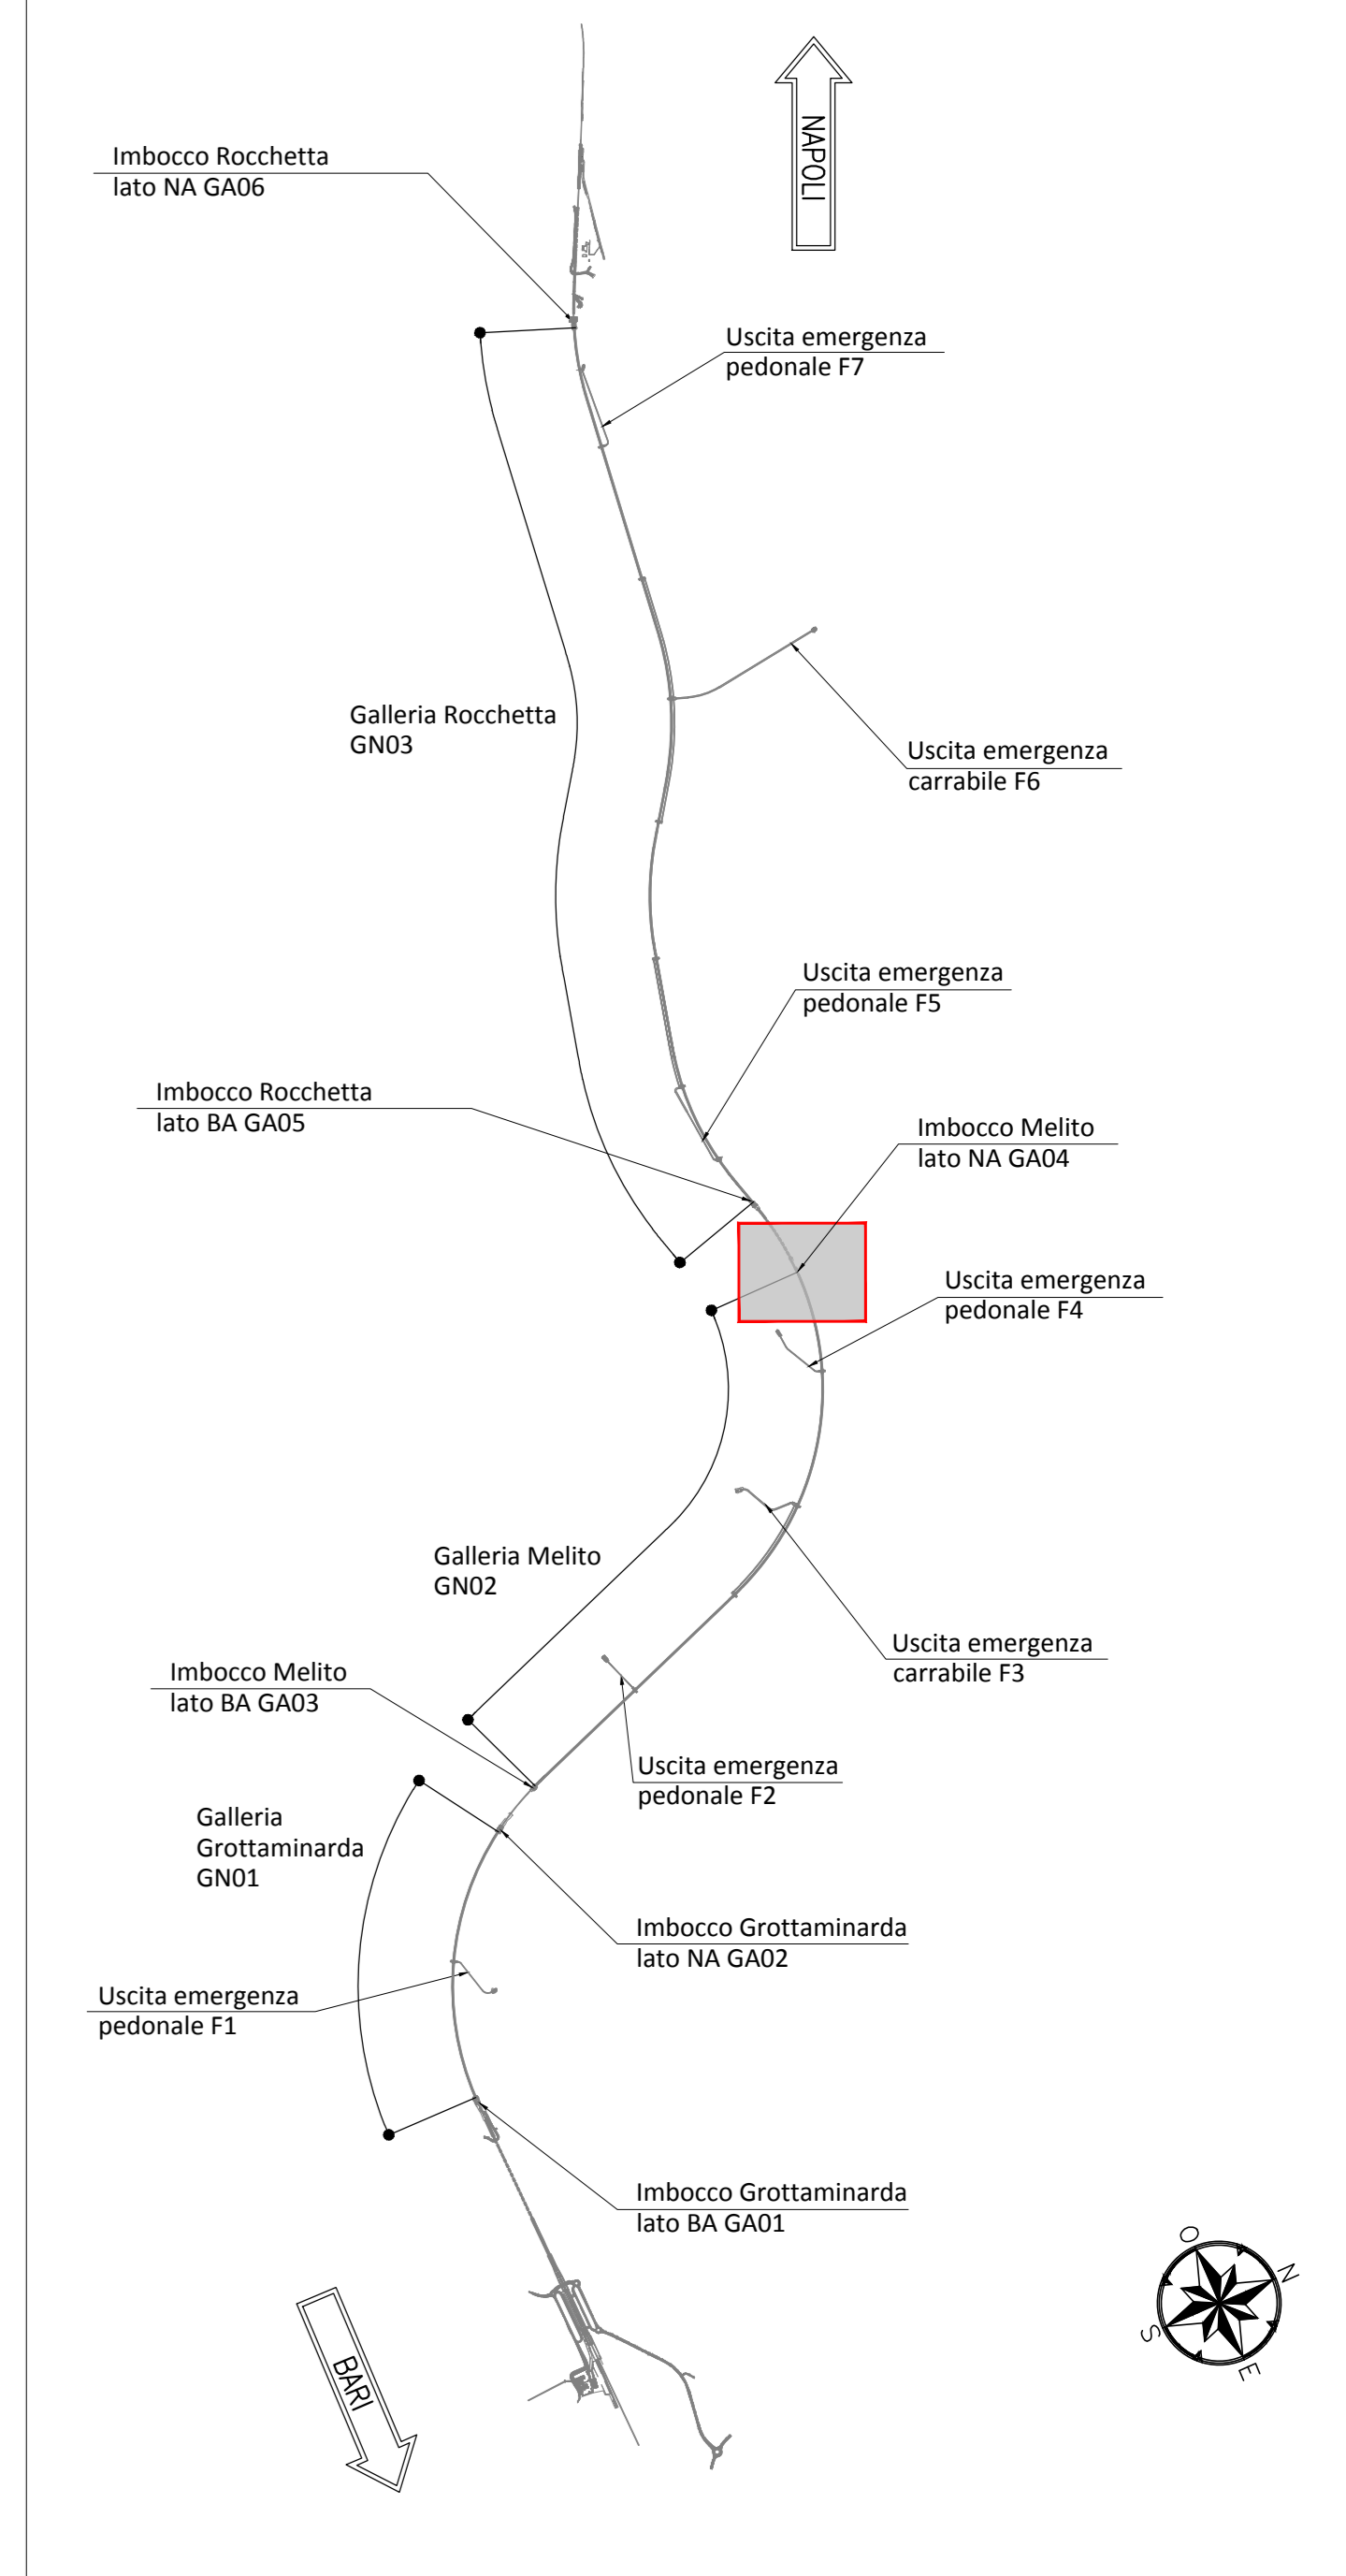 NAPOLI
Imbocco Rocchetta
lato NA GA06
Uscita emergenza
pedonale F7
Galleria Rocchetta
GN03
Uscita emergenza
carrabile F6
Uscita emergenza
pedonale F5
Imbocco Rocchetta
lato BA GA05
Imbocco Melito
lato NA GA04
Uscita emergenza
pedonale F4
Galleria Melito
GN02
Uscita emergenza
carrabile F3
Imbocco Melito
lato BA GA03
Uscita emergenza
pedonale F2
Galleria
Grottaminarda
GN01
Imbocco Grottaminarda
lato NA GA02
Uscita emergenza
pedonale F1
Imbocco Grottaminarda
lato BA GA01
O
N
S
E
BARI